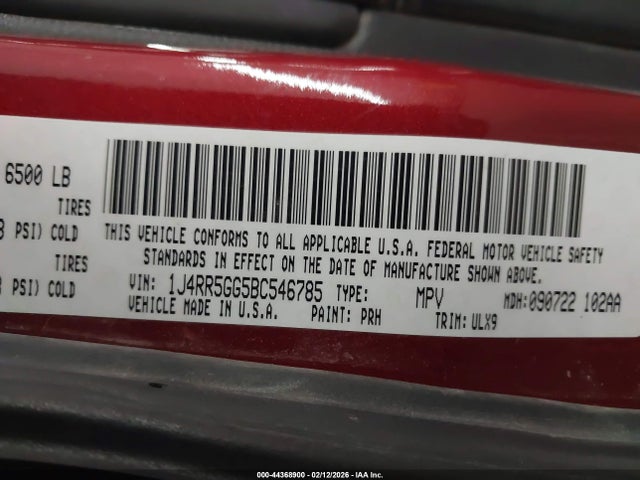 6500 LB
TIRES
PSI) COLD
TIRES
PSI) COLD
THIS VEHICLE CONFORMS TO ALL APPLICABLE U.S.A. FEDERAL MOTOR VEHICLE SAFETY
STANDARDS IN EFFECT ON THE DATE OF MANUFACTURE SHOWN ABOVE.
VIN: 1J4RR5GG5BC546785 TYPE: MPV MDH:090722 102AA
VEHICLE MADE IN U.S.A. PAINT: PRH TRIM: ULX9
000-44368900 - 02/12/2026 - IAA Inc.